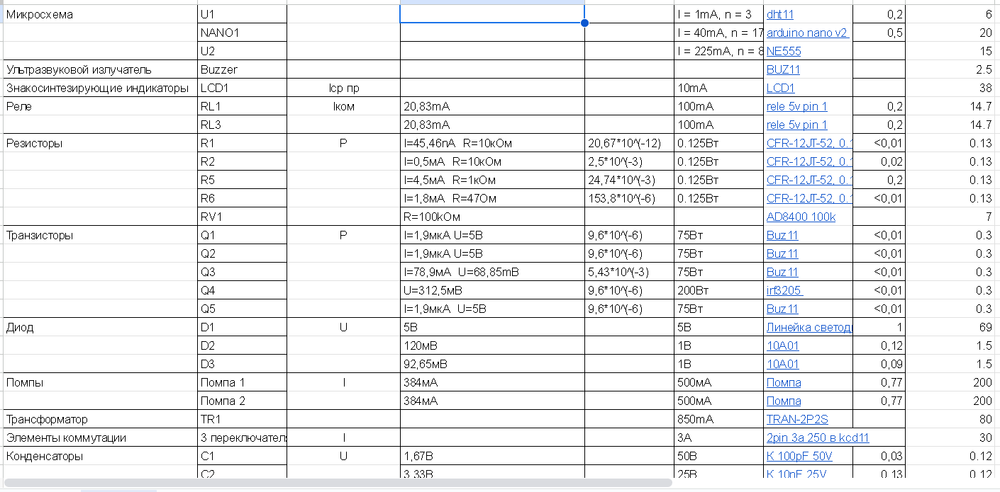 Микросхема U1 I = 1mA, n = 3 dht11 0,2 6
NANO1 I = 40mA, n = 17 arduino nano v2 0,5 20
U2 I = 225mA, n = 8 NE555 15
Ультразвуковой излучатель Buzzer BUZ11 2.5
Знакосинтезирующие индикаторы LCD1 Iср пр 10mA LCD1 38
Реле RL1 Iком 20,83mA 100mA rele 5v pin 1 0,2 14.7
RL3 20,83mA 100mA rele 5v pin 1 0,2 14.7
Резисторы R1 P I=45,46nA R=10кОм 20,67*10^(-12) 0.125Вт CFR-12JT-52, 0.1 <0,01 0.13
R2 I=0,5мА R=10кОм 2,5*10^(-3) 0.125Вт CFR-12JT-52, 0.1 0,02 0.13
R5 I=4,5мА R=1кОм 24,74*10^(-3) 0.125Вт CFR-12JT-52, 0.1 0,2 0.13
R6 I=1,8мА R=47Ом 153,8*10^(-6) 0.125Вт CFR-12JT-52, 0.1 <0,01 0.13
RV1 R=100kОм AD8400 100k 7
Транзисторы Q1 P I=1,9мкА U=5В 9,6*10^(-6) 75Вт Buz11 <0,01 0.3
Q2 I=1,9мкА U=5В 9,6*10^(-6) 75Вт Buz11 <0,01 0.3
Q3 I=78,9мА U=68,85mВ 5,43*10^(-3) 75Вт Buz11 <0,01 0.3
Q4 U=312,5мВ 9,6*10^(-6) 200Вт irf3205 <0,01 0.3
Q5 I=1,9мкА U=5В 9,6*10^(-6) 75Вт Buz11 <0,01 0.3
Диод D1 U 5В 5В Линейка светод 1 69
D2 120мВ 1В 10A01 0,12 1.5
D3 92,65мВ 1В 10A01 0,09 1.5
Помпы Помпа 1 I 384мА 500мА Помпа 0,77 200
Помпа 2 384мА 500мА Помпа 0,77 200
Трансформатор TR1 850mA TRAN-2P2S 80
Элементы коммутации 3 переключател I 3А 2pin 3a 250 в kcd11 30
Конденсаторы C1 U 1,67В 50В К 100pF 50V 0,03 0.12
C2 3,33В 25В К 10nF 25V 0,13 0.12